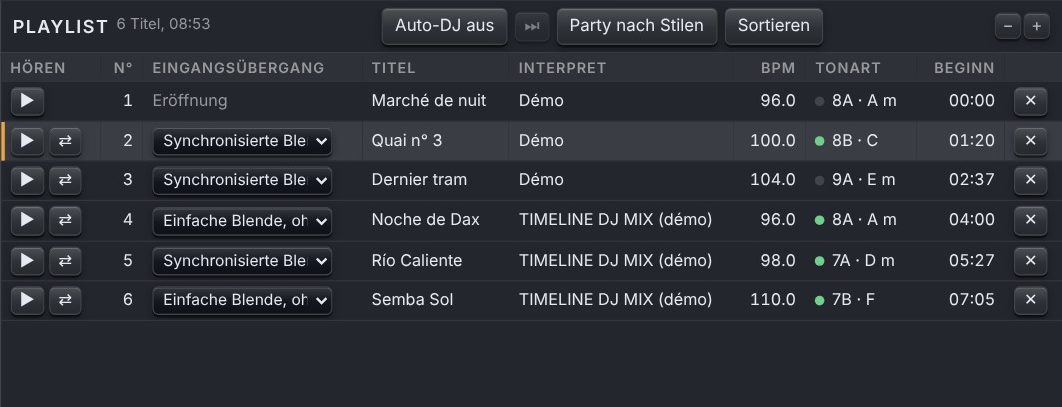 PLAYLIST 6 Titel, 08:53 Auto-DJ aus ⏭ Party nach Stilen Sortieren − +
HÖREN N° EINGANGSÜBERGANG TITEL INTERPRET BPM TONART BEGINN
1 Eröffnung Marché de nuit Démo 96.0 8A · A m 00:00 ✕
2 Synchronisierte Ble Quai n° 3 Démo 100.0 8B · C 01:20 ✕
3 Synchronisierte Ble Dernier tram Démo 104.0 9A · E m 02:37 ✕
4 Einfache Blende, oh Noche de Dax TIMELINE DJ MIX (démo) 96.0 8A · A m 04:00 ✕
5 Synchronisierte Ble Río Caliente TIMELINE DJ MIX (démo) 98.0 7A · D m 05:27 ✕
6 Einfache Blende, oh Semba Sol TIMELINE DJ MIX (démo) 110.0 7B · F 07:05 ✕